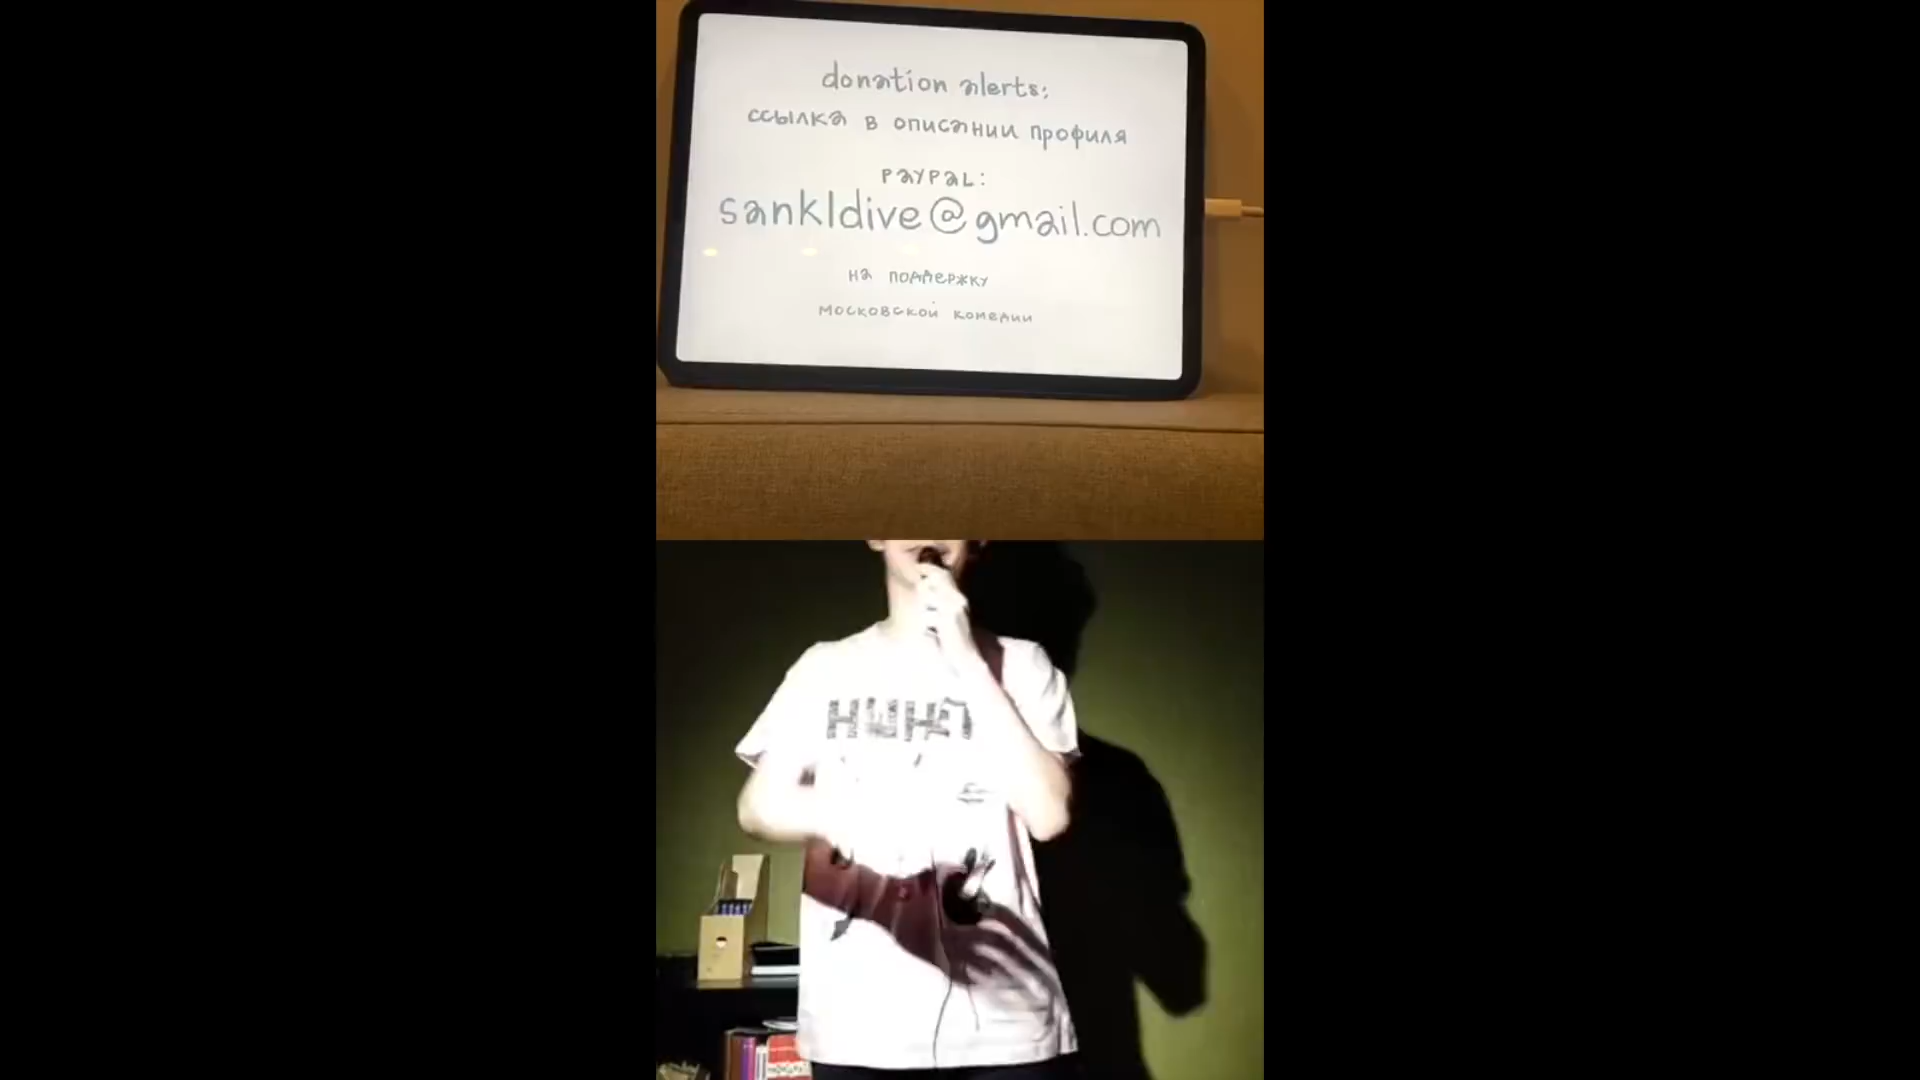 donation alerts:
ссылка в описании профиля
PAYPAL:
sankldive@gmail.com
на поддержку
московской комедии